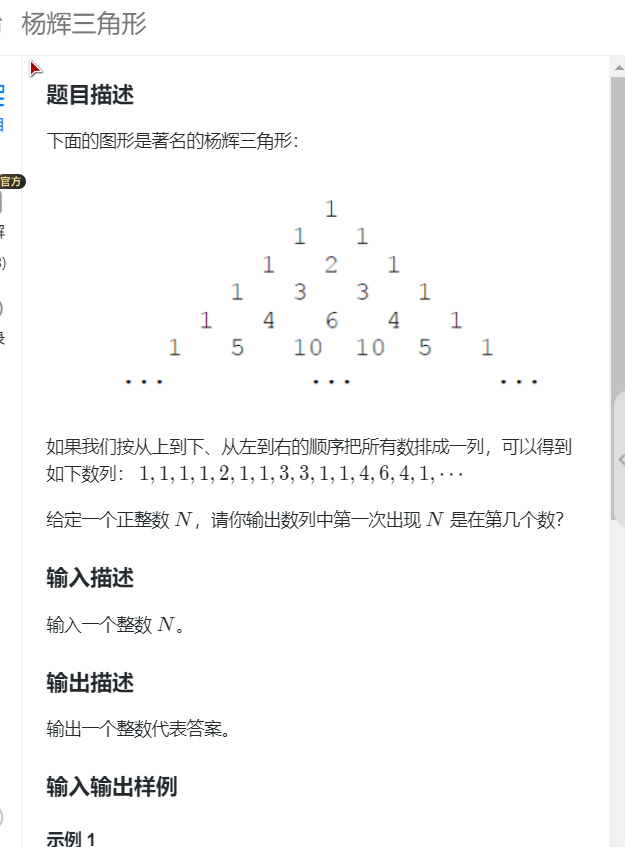 杨辉三角形
题目描述
官方
下面的图形是著名的杨辉三角形：
1
1 1
1 2 1
1 3 3 1
1 4 6 4 1
1 5 10 10 5 1
... ... ...
如果我们按从上到下、从左到右的顺序把所有数排成一列，可以得到
如下数列： 1, 1, 1, 1, 2, 1, 1, 3, 3, 1, 1, 4, 6, 4, 1, ⋯
给定一个正整数 N，请你输出数列中第一次出现 N 是在第几个数？
输入描述
输入一个整数 N。
输出描述
输出一个整数代表答案。
输入输出样例
示例 1